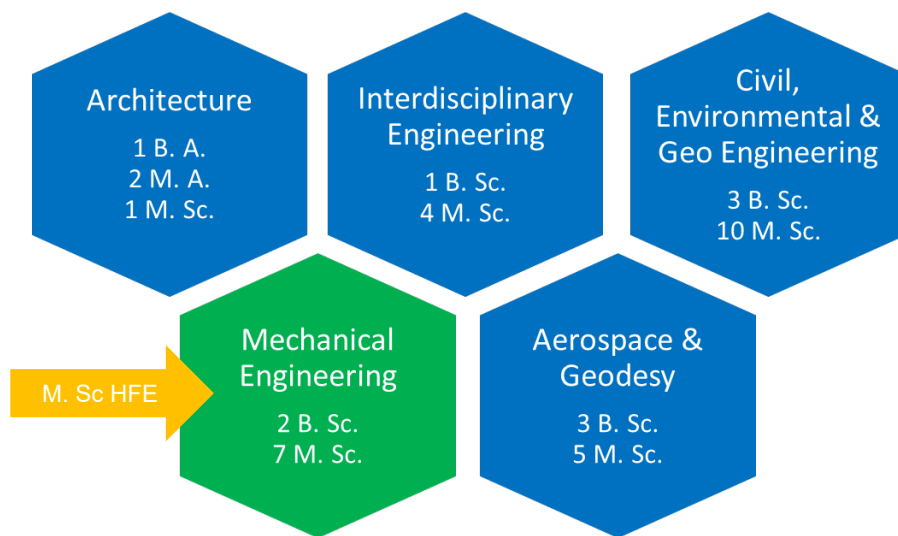 Architecture
1 B. A.
2 M. A.
1 M. Sc.
Interdisciplinary
Engineering
1 B. Sc.
4 M. Sc.
Civil,
Environmental &
Geo Engineering
3 B. Sc.
10 M. Sc.
M. Sc HFE
Mechanical
Engineering
2 B. Sc.
7 M. Sc.
Aerospace &
Geodesy
3 B. Sc.
5 M. Sc.